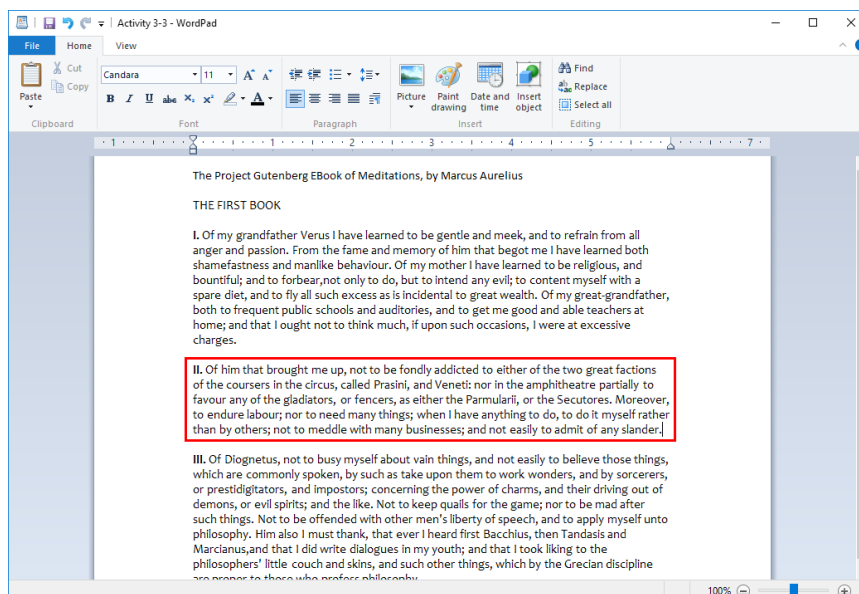 Activity 3-3 - WordPad
File Home View
Cut
Copy
Paste
Clipboard
Candara 11 A A
B I U abc X₂ X² A
Font
Paragraph
Picture
Paint drawing
Date and time
Insert object
Insert
Find
Replace
Select all
Editing
1 1 2 3 4 5 7
The Project Gutenberg EBook of Meditations, by Marcus Aurelius
THE FIRST BOOK
I. Of my grandfather Verus I have learned to be gentle and meek, and to refrain from all
anger and passion. From the fame and memory of him that begot me I have learned both
shamefastness and manlike behaviour. Of my mother I have learned to be religious, and
bountiful; and to forbear,not only to do, but to intend any evil; to content myself with a
spare diet, and to fly all such excess as is incidental to great wealth. Of my great-grandfather,
both to frequent public schools and auditories, and to get me good and able teachers at
home; and that I ought not to think much, if upon such occasions, I were at excessive
charges.
II. Of him that brought me up, not to be fondly addicted to either of the two great factions
of the coursers in the circus, called Prasini, and Veneti: nor in the amphitheatre partially to
favour any of the gladiators, or fencers, as either the Parmularii, or the Secutores. Moreover,
to endure labour; nor to need many things; when I have anything to do, to do it myself rather
than by others; not to meddle with many businesses; and not easily to admit of any slander.
III. Of Diognetus, not to busy myself about vain things, and not easily to believe those things,
which are commonly spoken, by such as take upon them to work wonders, and by sorcerers,
or prestidigitators, and impostors; concerning the power of charms, and their driving out of
demons, or evil spirits; and the like. Not to keep quails for the game; nor to be mad after
such things. Not to be offended with other men's liberty of speech, and to apply myself unto
philosophy. Him also I must thank, that ever I heard first Bacchius, then Tandasis and
Marcianus,and that I did write dialogues in my youth; and that I took liking to the
philosophers' little couch and skins, and such other things, which by the Grecian discipline
are proper to those who profess philosophy.
100%